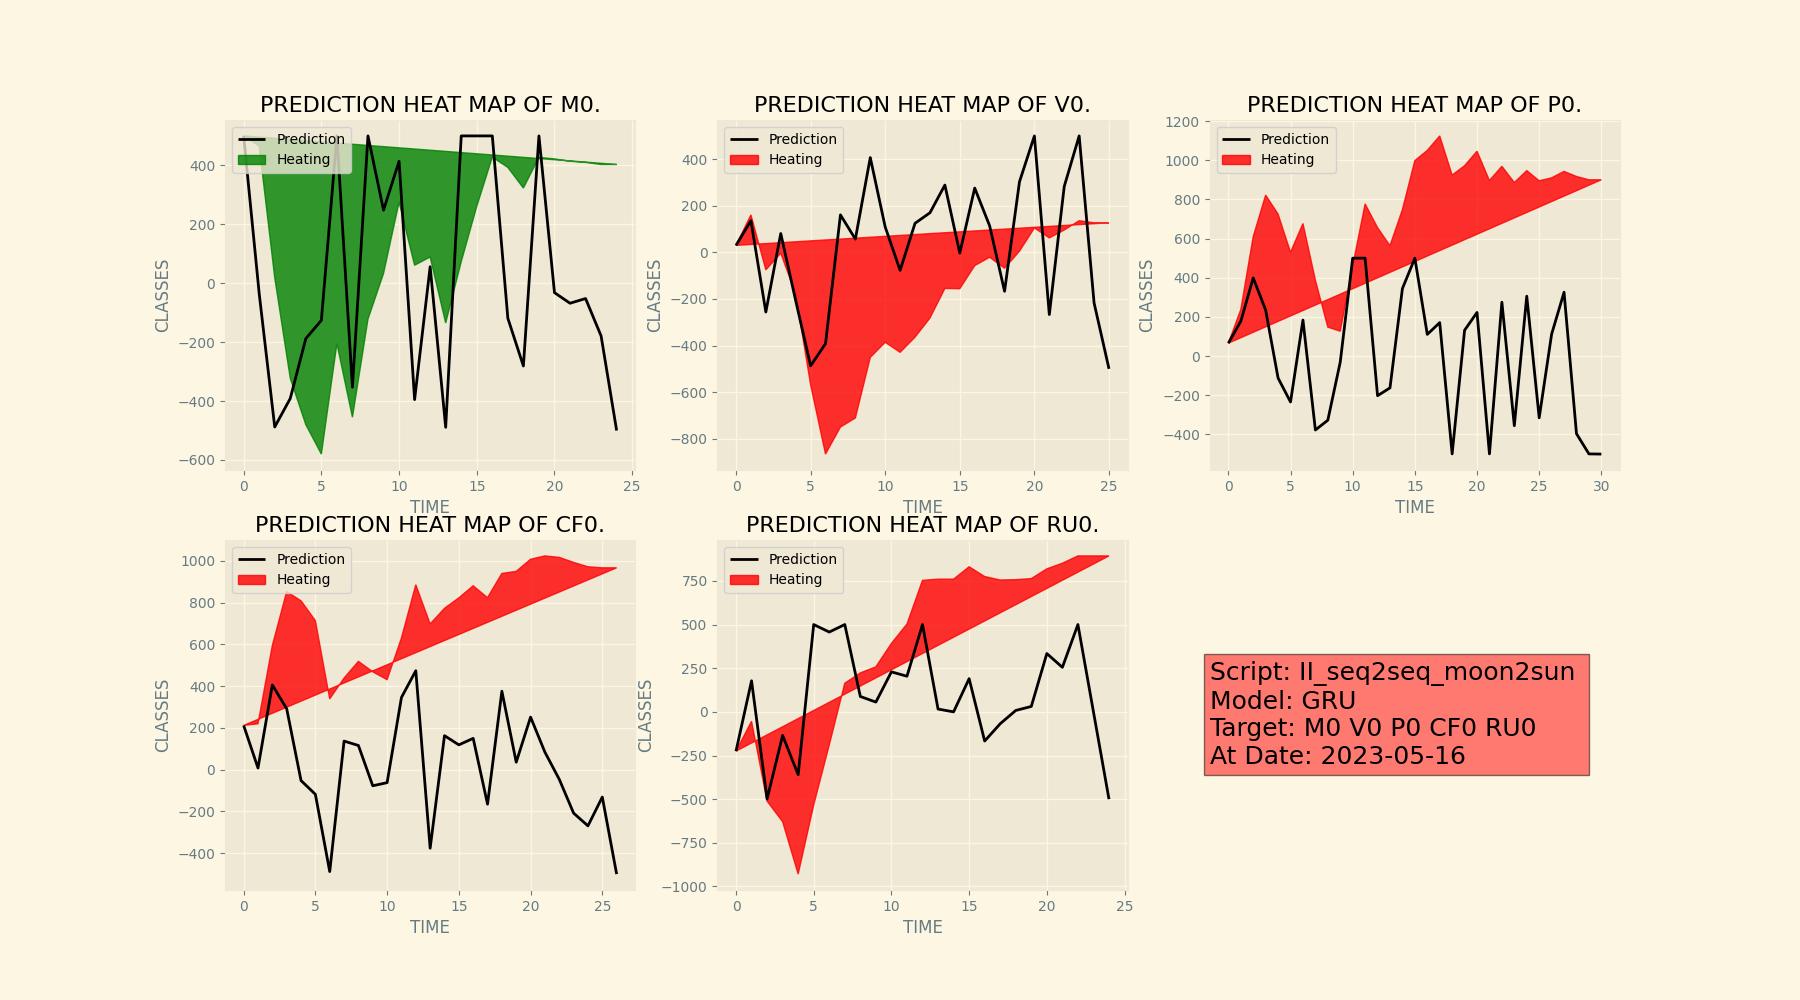 PREDICTION HEAT MAP OF M0.
Prediction
Heating
400
200
0
−200
−400
−600
CLASSES
0 5 10 15 20 25
TIME
PREDICTION HEAT MAP OF V0.
Prediction
Heating
400
200
0
−200
−400
−600
−800
CLASSES
0 5 10 15 20 25
TIME
PREDICTION HEAT MAP OF P0.
Prediction
Heating
1200
1000
800
600
400
200
0
−200
−400
CLASSES
0 5 10 15 20 25 30
TIME
PREDICTION HEAT MAP OF CF0.
Prediction
Heating
1000
800
600
400
200
0
−200
−400
CLASSES
0 5 10 15 20 25
TIME
PREDICTION HEAT MAP OF RU0.
Prediction
Heating
750
500
250
0
−250
−500
−750
−1000
CLASSES
0 5 10 15 20 25
TIME
Script: II_seq2seq_moon2sun
Model: GRU
Target: M0 V0 P0 CF0 RU0
At Date: 2023-05-16